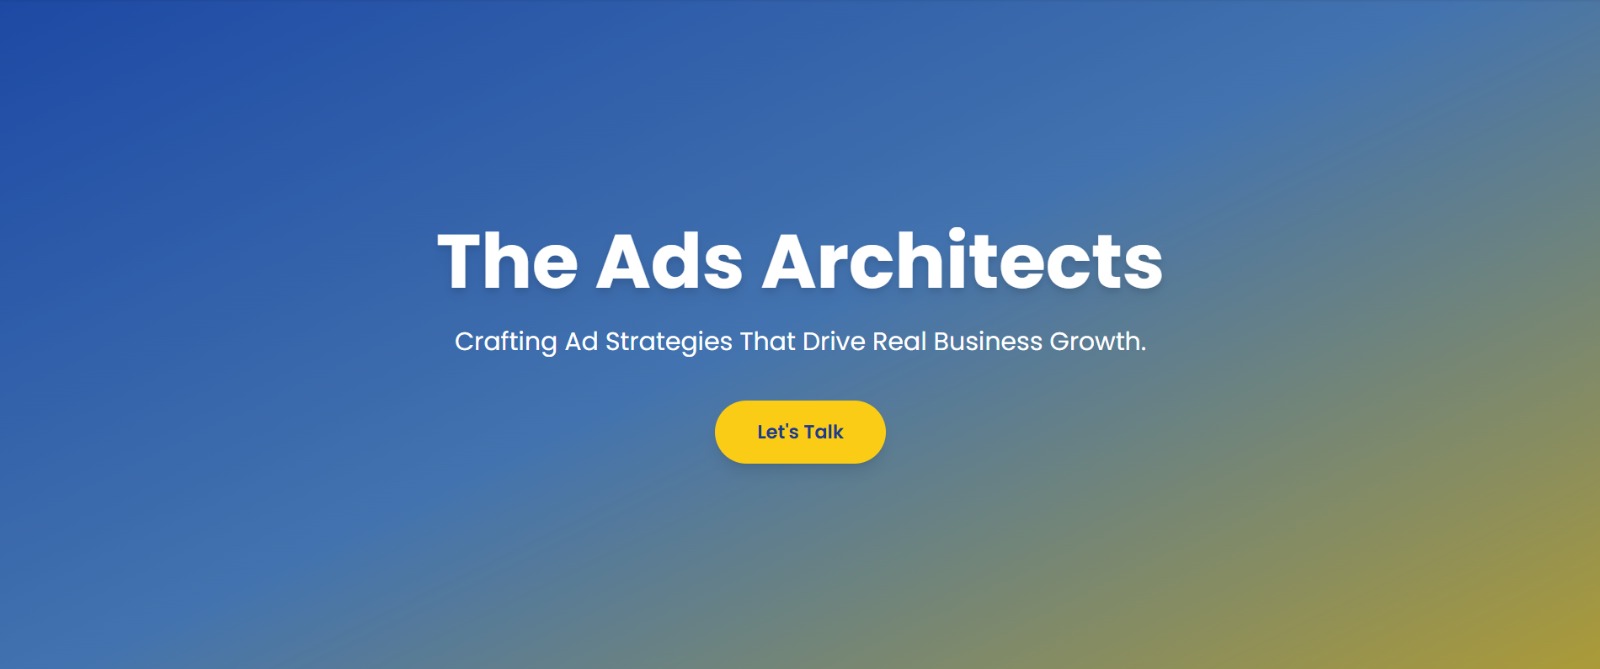 The Ads Architects
Crafting Ad Strategies That Drive Real Business Growth.
Let's Talk